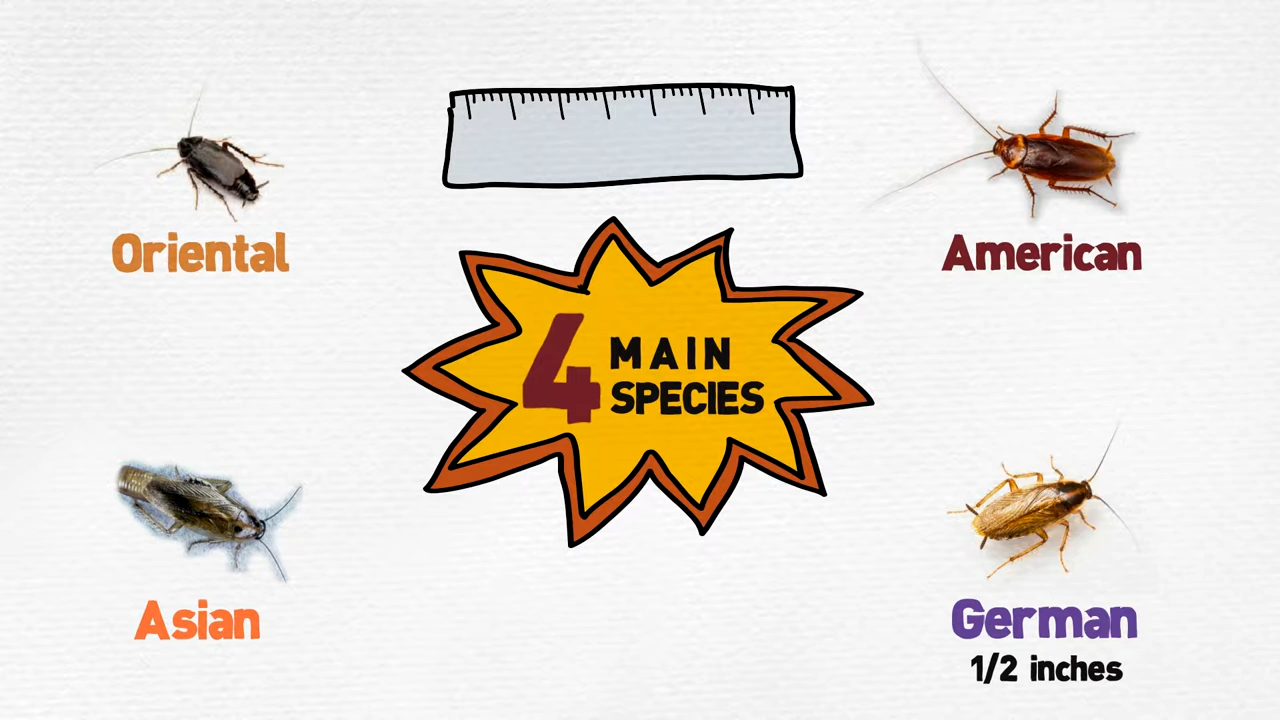 Oriental
American
4 MAIN
SPECIES
Asian
German
1/2 inches